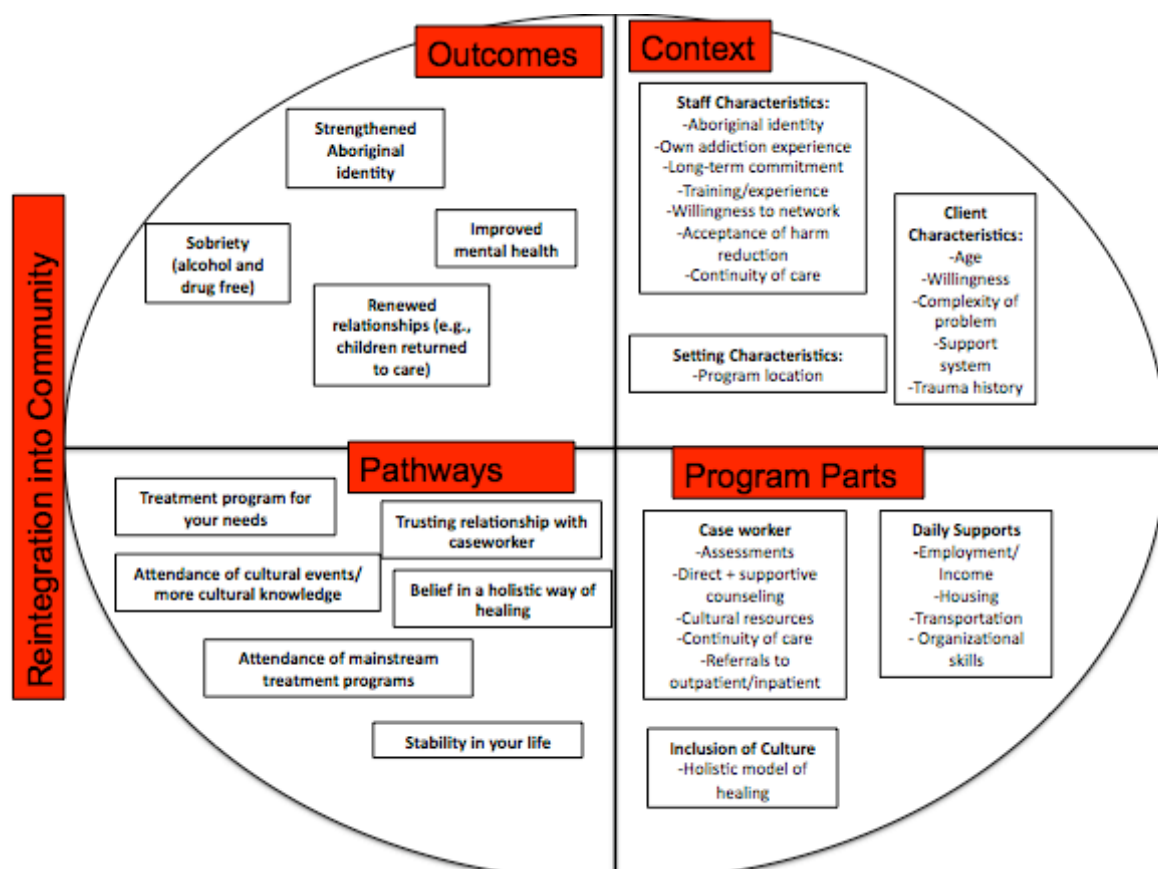 Outcomes
Strengthened
Aboriginal
identity
Sobriety
(alcohol and
drug free)
Improved
mental health
Renewed
relationships (e.g.,
children returned
to care)
Context
Staff Characteristics:
-Aboriginal identity
-Own addiction experience
-Long-term commitment
-Training/experience
-Willingness to network
-Acceptance of harm
reduction
-Continuity of care
Client
Characteristics:
-Age
-Willingness
-Complexity of
problem
-Support
system
-Trauma history
Setting Characteristics:
-Program location
Reintegration into Community
Pathways
Treatment program for
your needs
Trusting relationship with
caseworker
Attendance of cultural events/
more cultural knowledge
Belief in a holistic way of
healing
Attendance of mainstream
treatment programs
Stability in your life
Program Parts
Case worker
-Assessments
-Direct + supportive
counseling
-Cultural resources
-Continuity of care
-Referrals to
outpatient/inpatient
Daily Supports
-Employment/
Income
-Housing
-Transportation
- Organizational
skills
Inclusion of Culture
-Holistic model of
healing